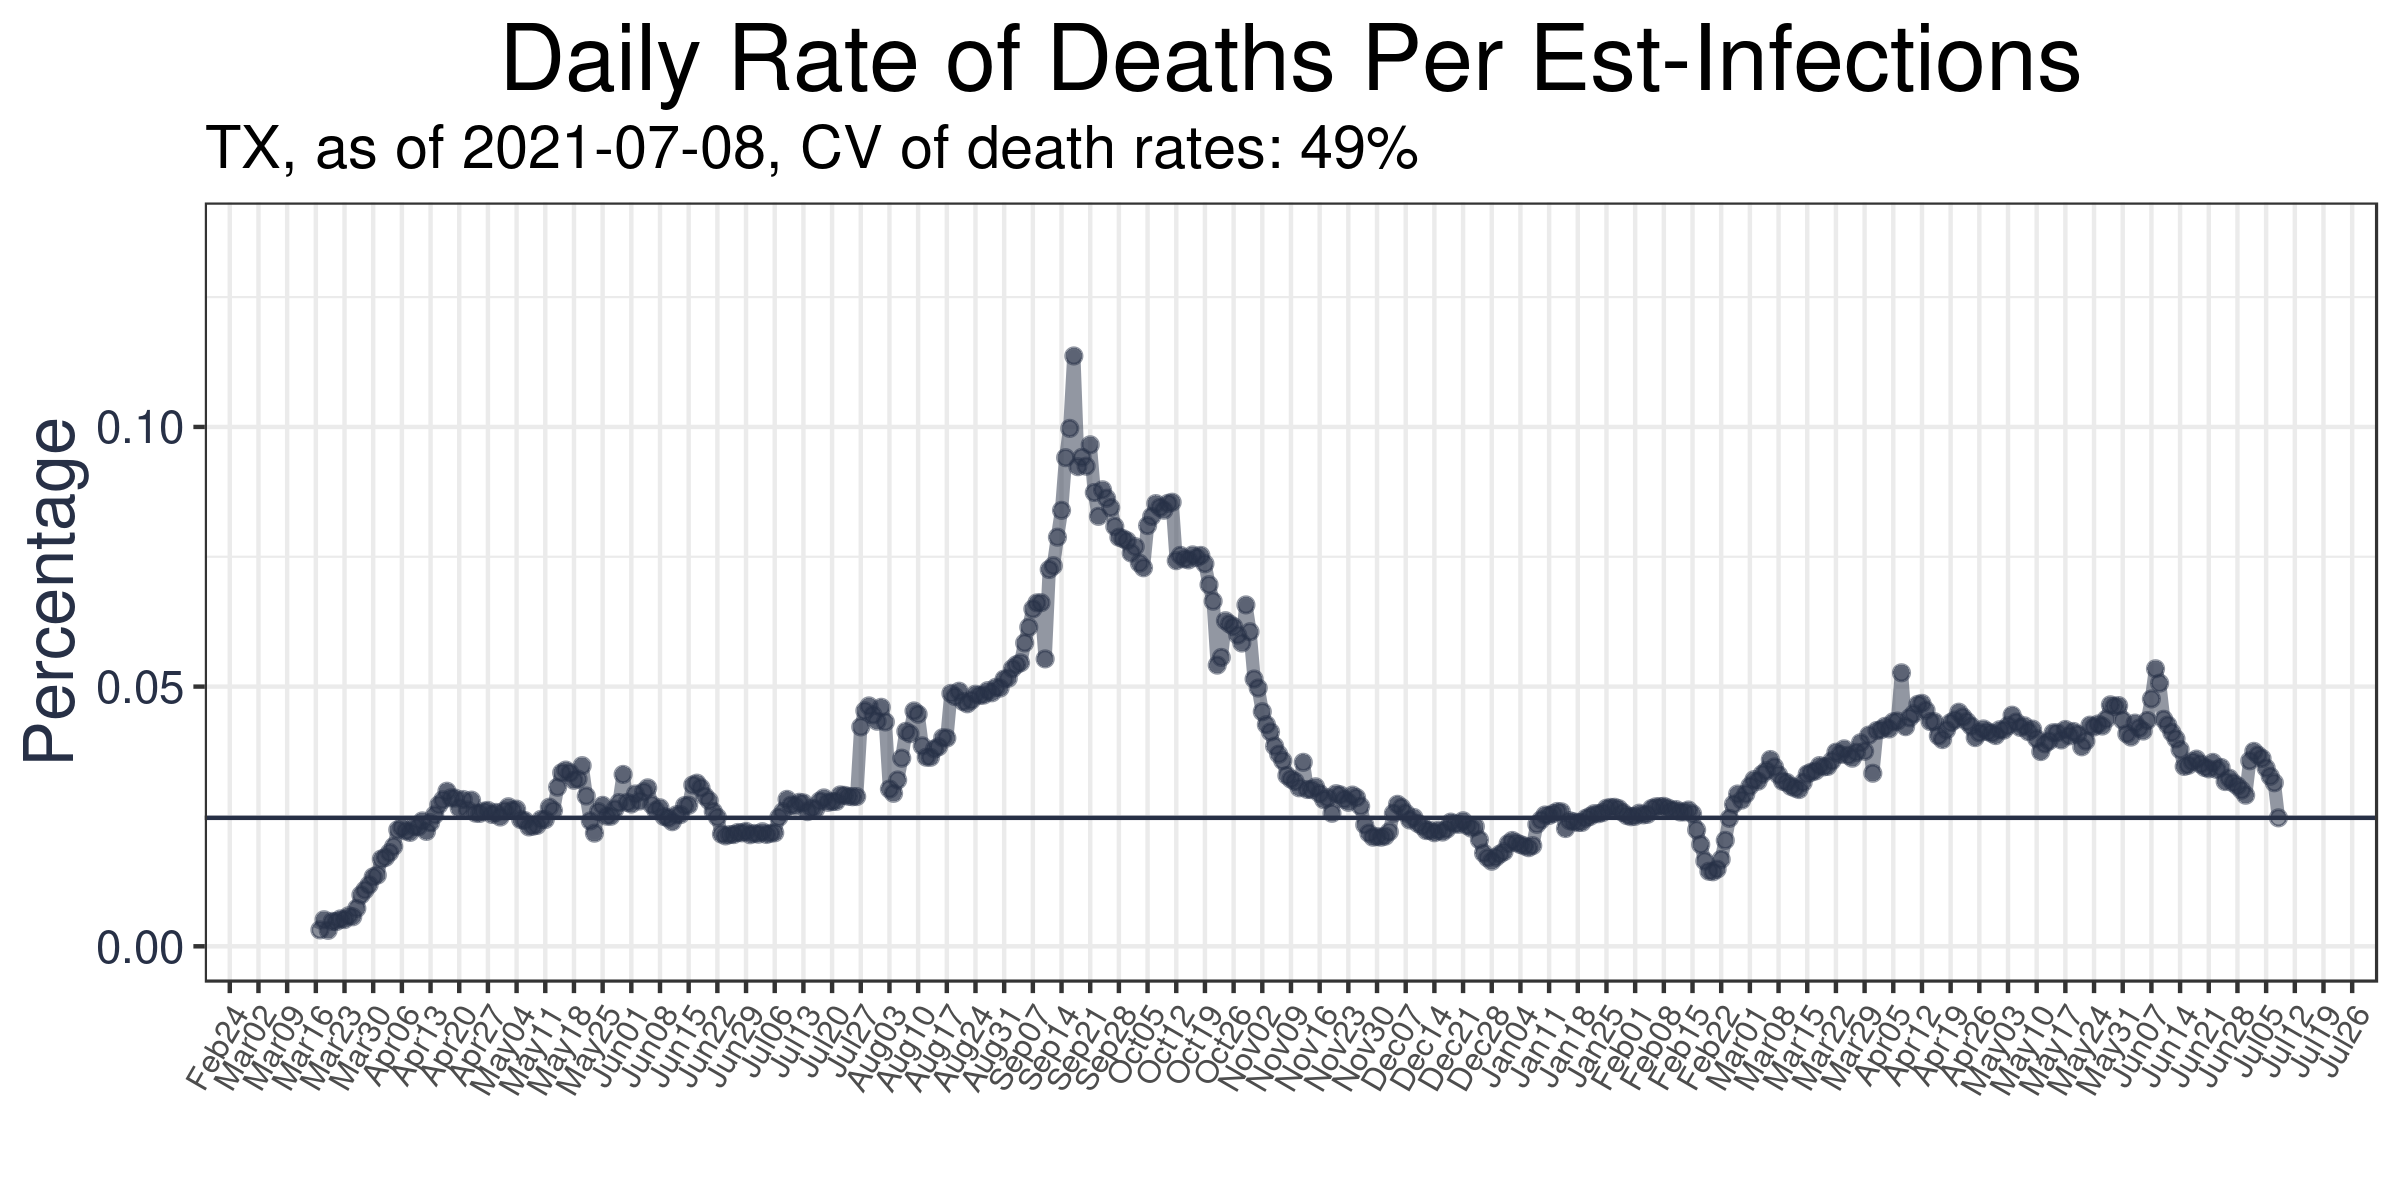 Daily Rate of Deaths Per Est-Infections
TX, as of 2021-07-08, CV of death rates: 49%
Percentage
0.10
0.05
0.00
Feb24
Mar02
Mar09
Mar16
Mar23
Mar30
Apr06
Apr13
Apr20
Apr27
May04
May11
May18
May25
Jun01
Jun08
Jun15
Jun22
Jun29
Jul06
Jul13
Jul20
Jul27
Aug03
Aug10
Aug17
Aug24
Aug31
Sep07
Sep14
Sep21
Sep28
Oct05
Oct12
Oct19
Oct26
Nov02
Nov09
Nov16
Nov23
Nov30
Dec07
Dec14
Dec21
Dec28
Jan04
Jan11
Jan18
Jan25
Feb01
Feb08
Feb15
Feb22
Mar01
Mar08
Mar15
Mar22
Mar29
Apr05
Apr12
Apr19
Apr26
May03
May10
May17
May24
May31
Jun07
Jun14
Jun21
Jun28
Jul05
Jul12
Jul19
Jul26